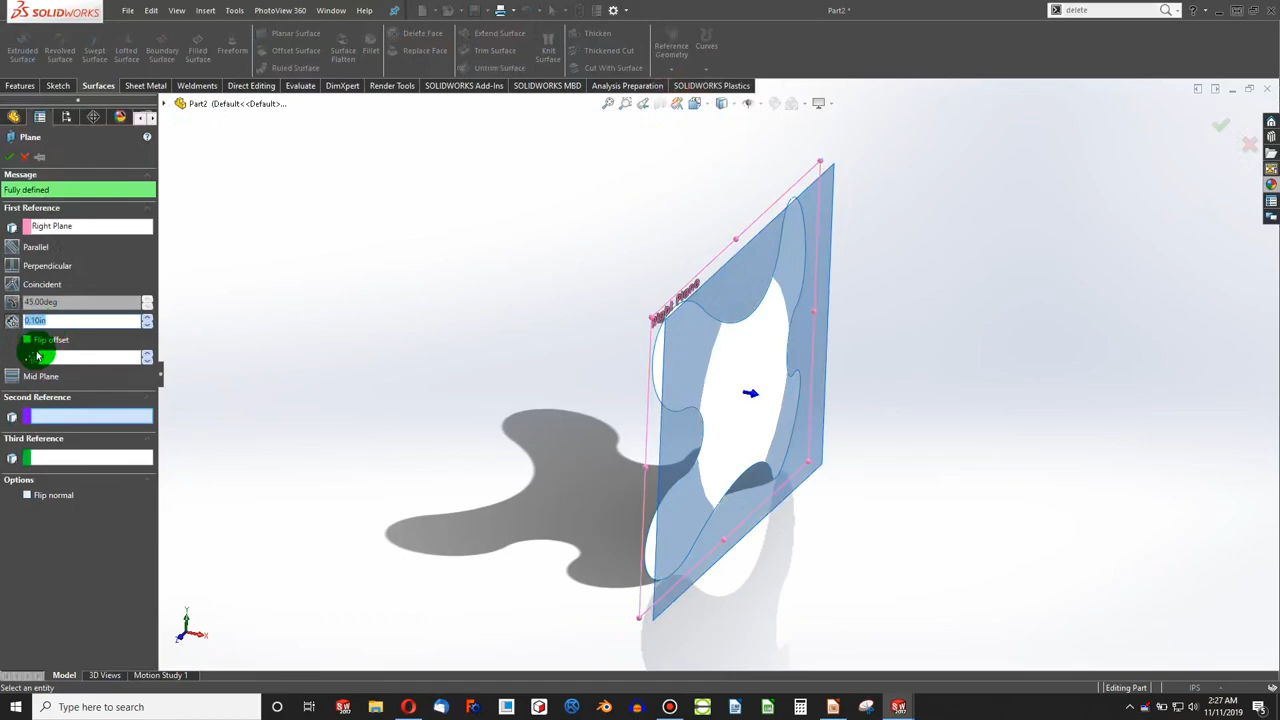 SOLIDWORKS
File Edit View Insert Tools PhotoView 360 Window Help
Part2 *
delete
Extruded Surface
Revolved Surface
Swept Surface
Lofted Surface
Boundary Surface
Filled Surface
Freeform
Planar Surface
Offset Surface
Ruled Surface
Surface Flatten
Fillet
Delete Face
Replace Face
Extend Surface
Trim Surface
Untrim Surface
Knit Surface
Thicken
Thickened Cut
Cut With Surface
Reference Geometry
Curves
Features Sketch Surfaces Sheet Metal Weldments Direct Editing Evaluate DimXpert Render Tools SOLIDWORKS Add-Ins SOLIDWORKS MBD Analysis Preparation SOLIDWORKS Plastics
Part2 (Default<<Default>...
Plane
Message
Fully defined
First Reference
Right Plane
Parallel
Perpendicular
Coincident
45.00deg
0.10in
Flip offset
Mid Plane
Second Reference
Third Reference
Options
Flip normal
Right Plane
Y
X
Z
Model 3D Views Motion Study 1
Select an entity
Editing Part
IPS
Type here to search
2:27 AM
11/11/2019